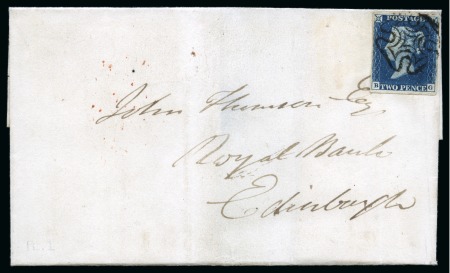 POSTAGE
TWO PENCE
John Thomson Esq
Royal Bank
Edinburgh